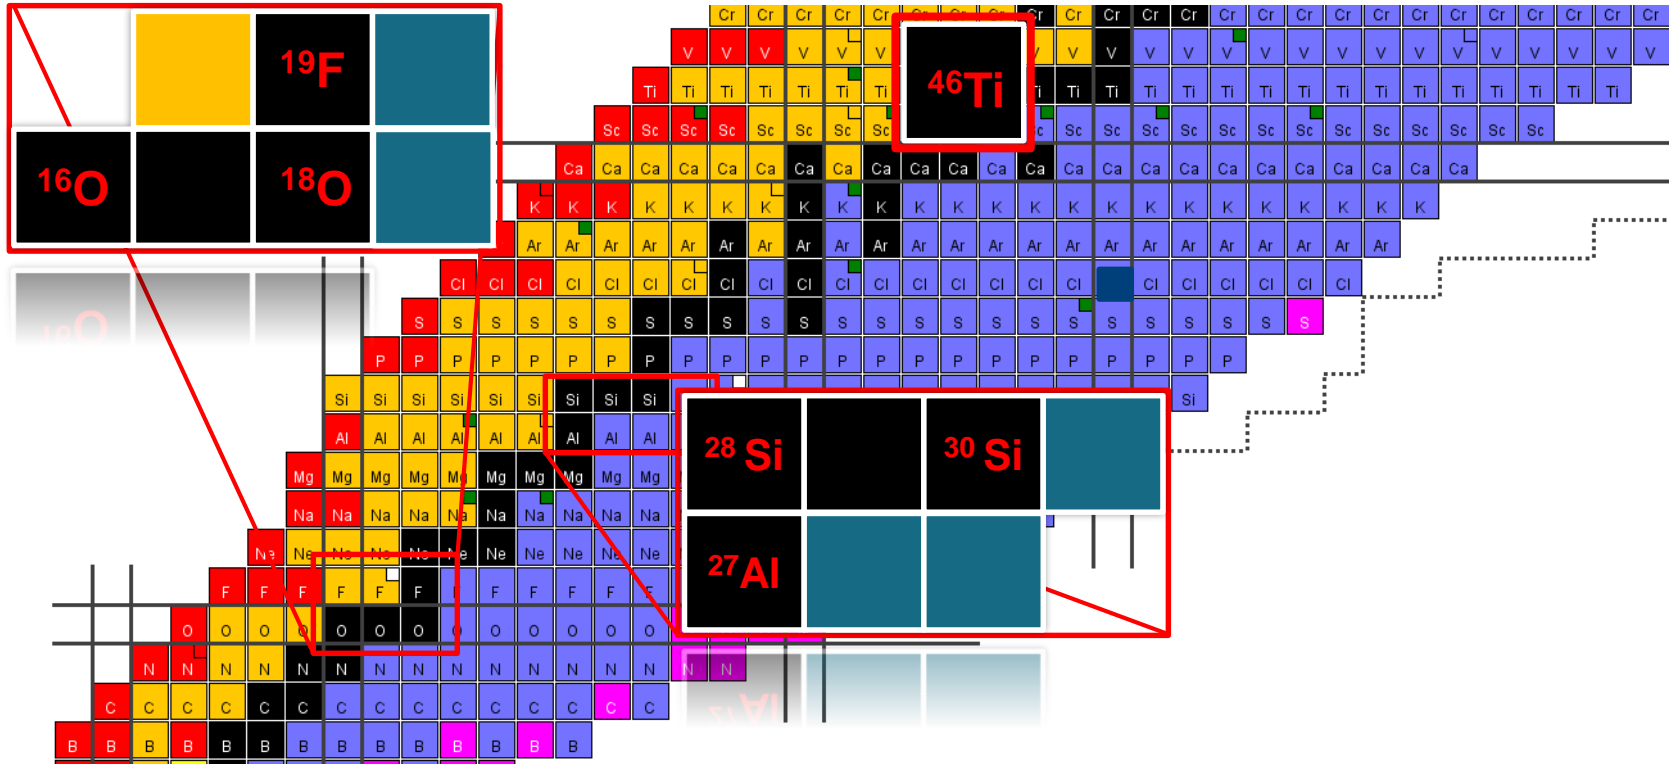 Cr Cr Cr Cr Cr Cr Cr Cr Cr Cr Cr Cr Cr Cr Cr Cr Cr Cr Cr Cr Cr Cr Cr Cr Cr
V V V V V V V V V V V V V V V V V V V V V V V
Ti Ti Ti Ti Ti Ti Ti Ti Ti Ti Ti Ti Ti Ti Ti Ti Ti Ti Ti Ti Ti Ti Ti
Sc Sc Sc Sc Sc Sc Sc Sc Sc Sc Sc Sc Sc Sc Sc Sc Sc Sc Sc Sc Sc Sc
Ca Ca Ca Ca Ca Ca Ca Ca Ca Ca Ca Ca Ca Ca Ca Ca Ca Ca Ca Ca Ca Ca Ca Ca
K K K K K K K K K K K K K K K K K K K K K K K K
Ar Ar Ar Ar Ar Ar Ar Ar Ar Ar Ar Ar Ar Ar Ar Ar Ar Ar Ar Ar Ar Ar Ar
Cl Cl Cl Cl Cl Cl Cl Cl Cl Cl Cl Cl Cl Cl Cl Cl Cl Cl Cl Cl Cl Cl Cl
S S S S S S S S S S S S S S S S S S S S S S S S
P P P P P P P P P P P P P P P P P P P P P P P
Si Si Si Si Si Si Si Si Si Si
Al Al Al Al Al Al Al Al Al
Mg Mg Mg Mg Mg Mg Mg Mg Mg Mg
Na Na Na Na Na Na Na Na Na Na
Ne Ne Ne Ne Ne Ne Ne Ne Ne Ne Ne
F F F F F F F F F F F F
O O O O O O O O O O O O O
N N N N N N N N N N N N N N N N
C C C C C C C C C C C C C C C
B B B B B B B B B B B B B B
19F
16O 18O
46Ti
28 Si 30 Si
27Al